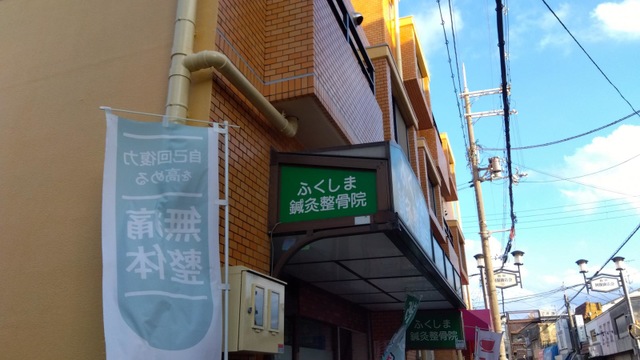 自己回復力
を高める
無痛
整体
ふくしま
鍼灸整骨院
ふくしま
鍼灸整骨院